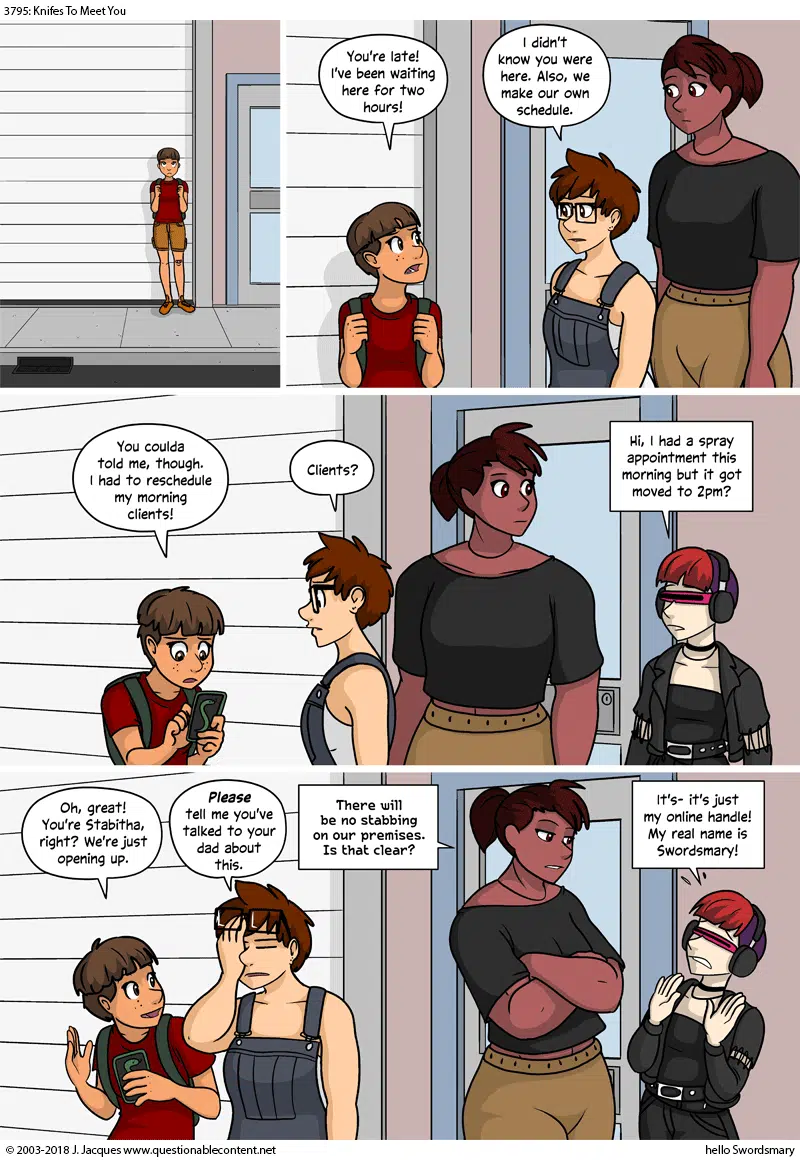 3795: Knifes To Meet You
You're late!
I've been waiting
here for two
hours!
I didn't
know you were
here. Also, we
make our own
schedule.
You coulda
told me, though.
I had to reschedule
my morning
clients!
Clients?
Hi, I had a spray
appointment this
morning but it got
moved to 2pm?
Oh, great!
You're Stabitha,
right? We're just
opening up.
Please
tell me you've
talked to your
dad about
this.
There will
be no stabbing
on our premises.
Is that clear?
It's- it's just
my online handle!
My real name is
Swordsmary!
© 2003-2018 J. Jacques www.questionablecontent.net
hello Swordsmary